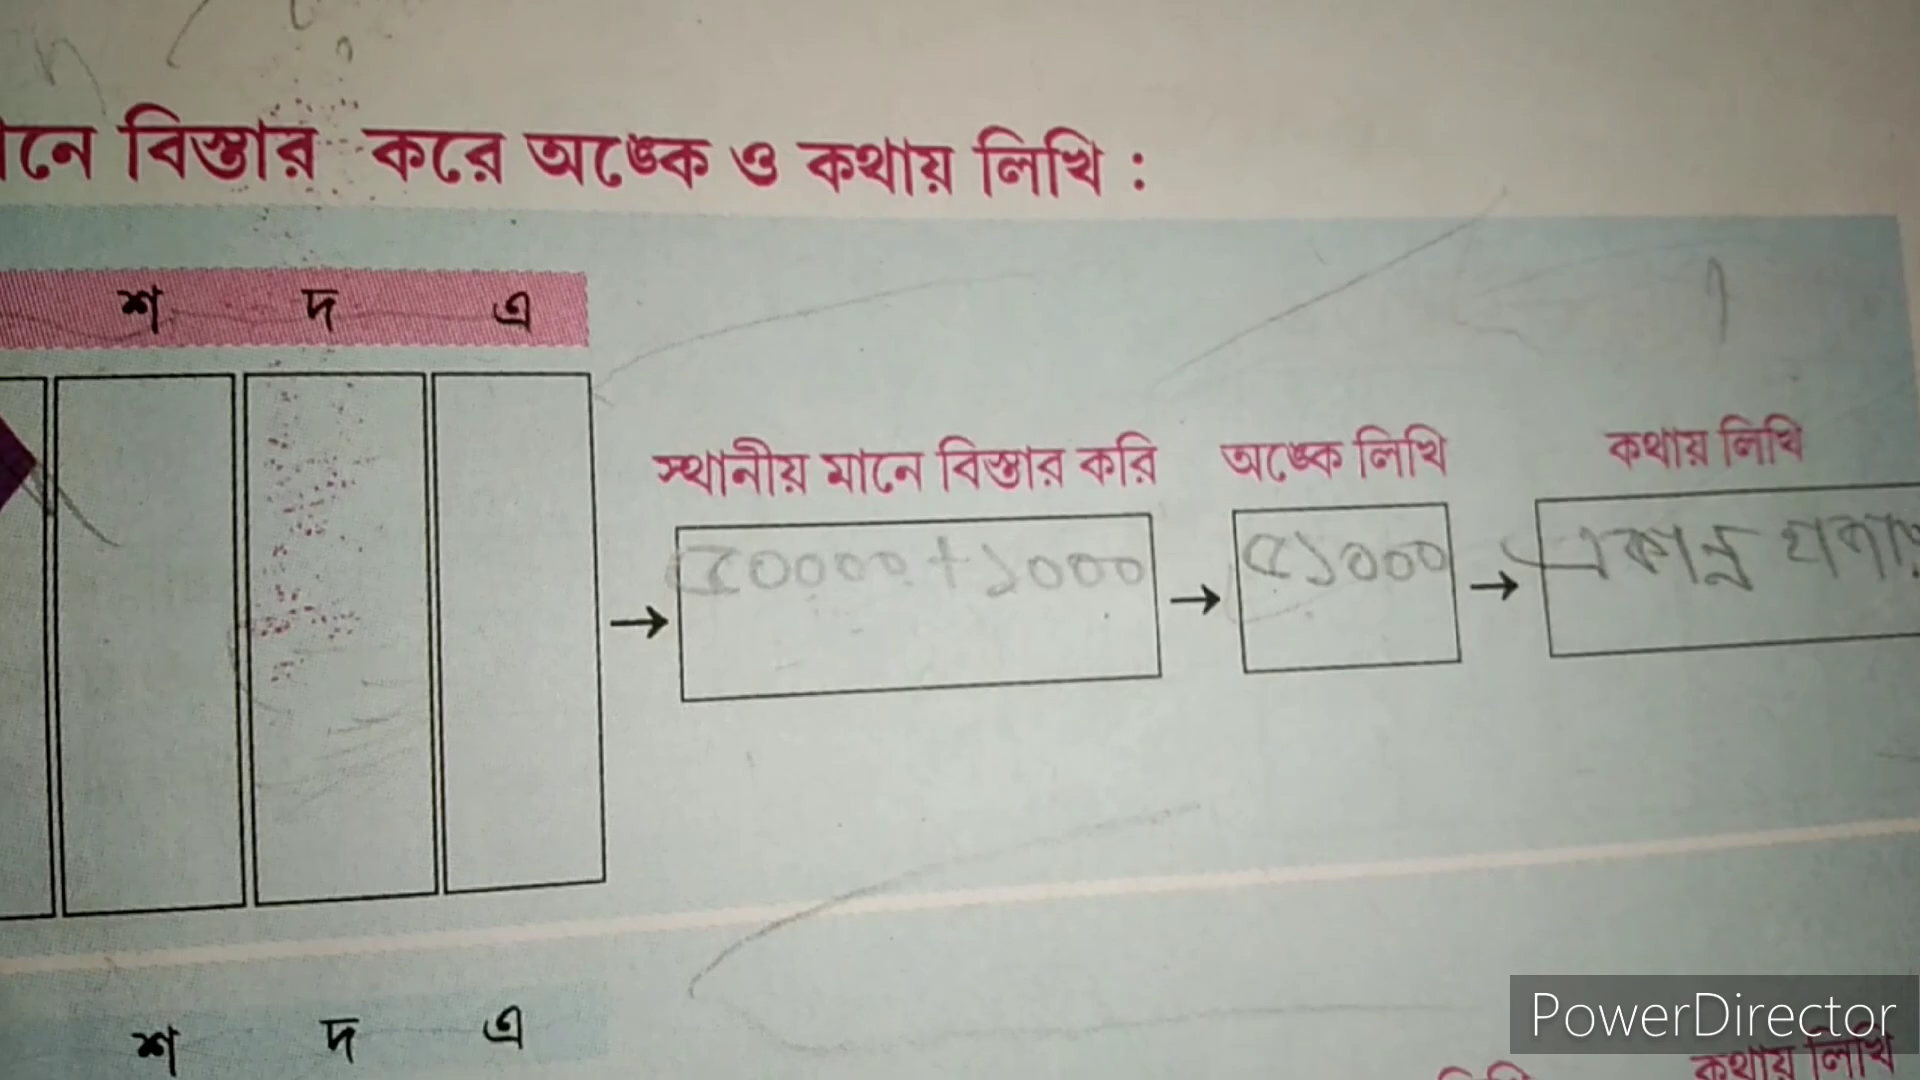 নে বিস্তার করে অঙ্কে ও কথায় লিখি :
শ দ এ
স্থানীয় মানে বিস্তার করি অঙ্কে লিখি কথায় লিখি
→ ৫০০০০+১০০০ → ৫১০০০ → একান্ন
শ দ এ
PowerDirector
কথায় লিখি